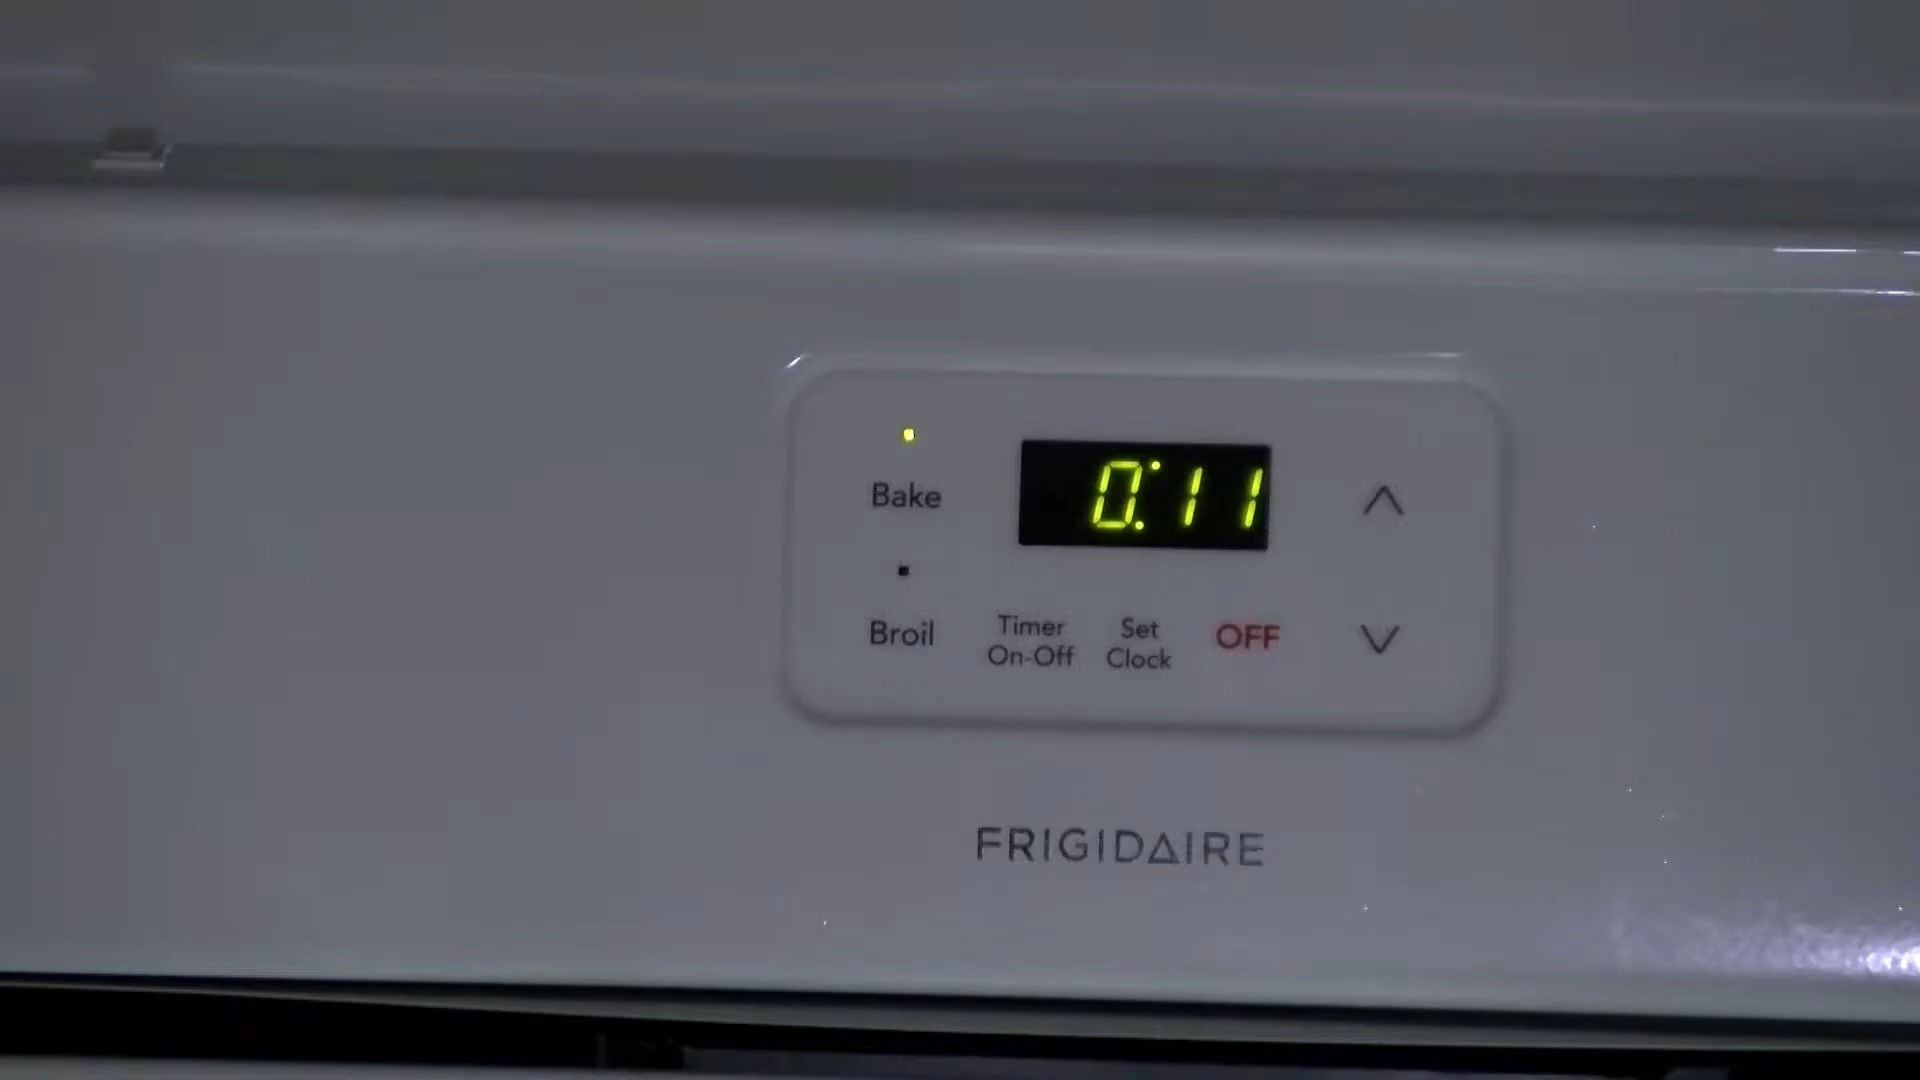 0:11
Bake
Broil
Timer
On-Off
Set
Clock
OFF
FRIGIDAIRE